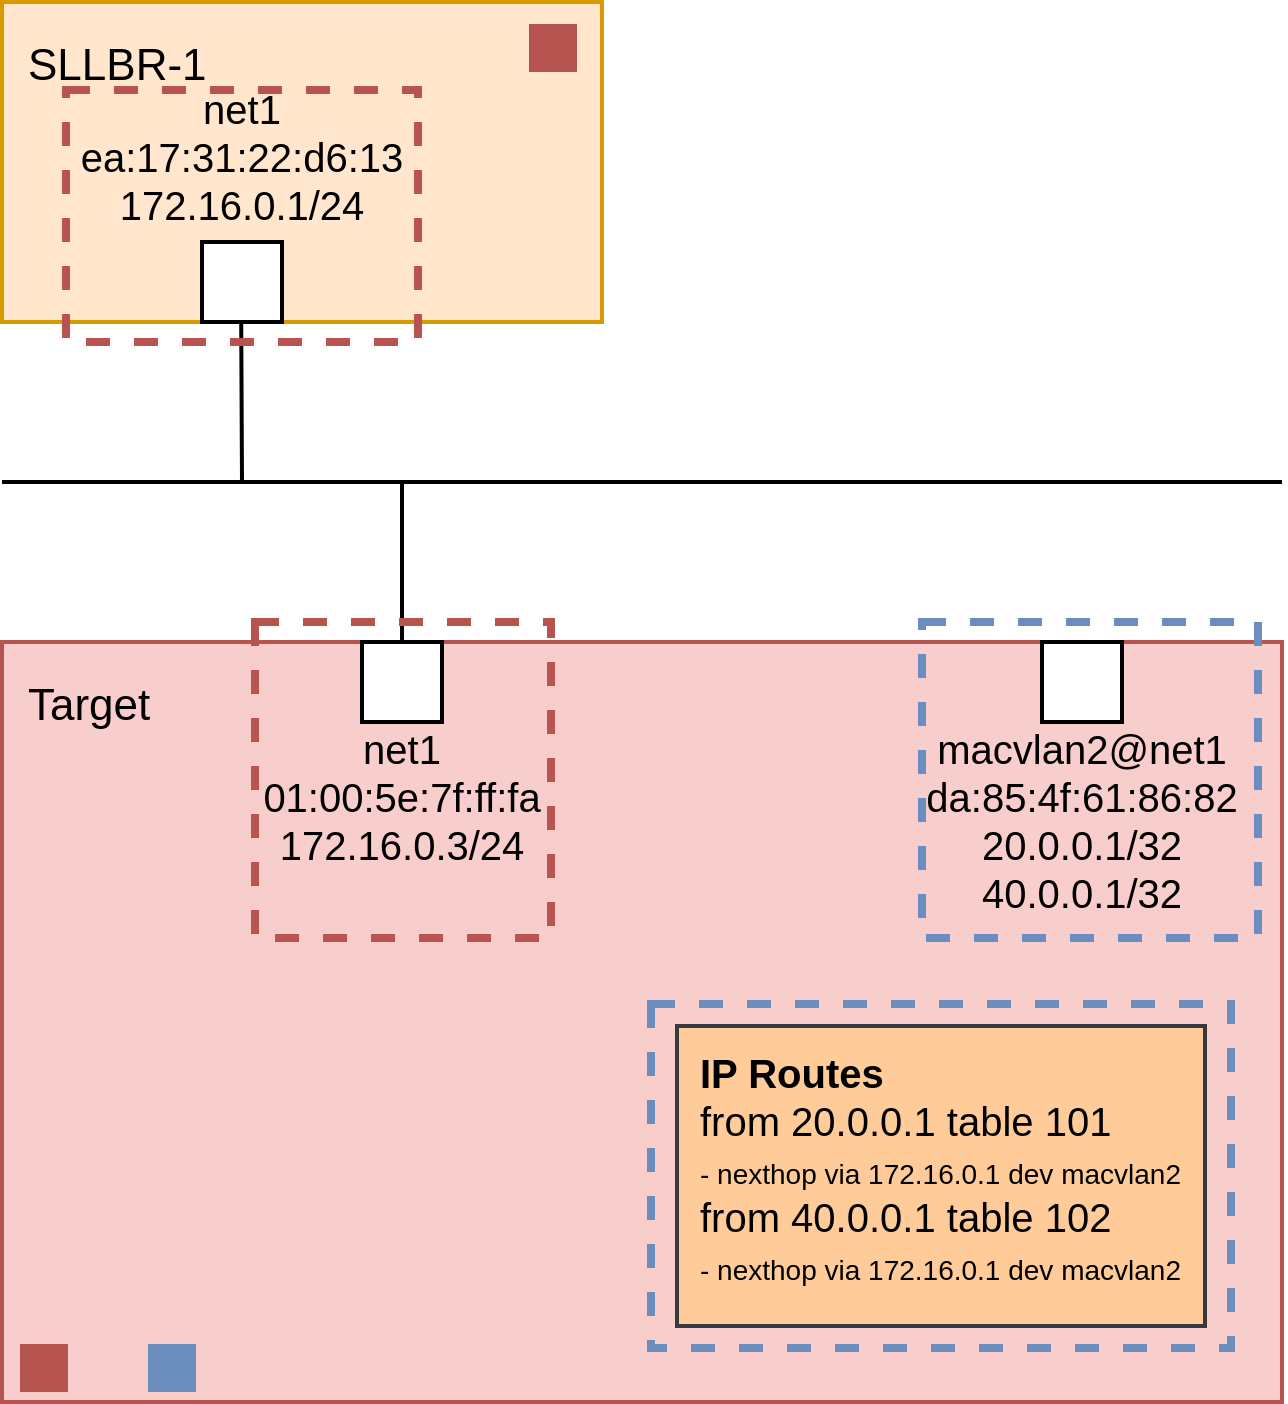 SLLBR-1
net1
ea:17:31:22:d6:13
172.16.0.1/24
Target
net1
01:00:5e:7f:ff:fa
172.16.0.3/24
macvlan2@net1
da:85:4f:61:86:82
20.0.0.1/32
40.0.0.1/32
IP Routes
from 20.0.0.1 table 101
- nexthop via 172.16.0.1 dev macvlan2
from 40.0.0.1 table 102
- nexthop via 172.16.0.1 dev macvlan2